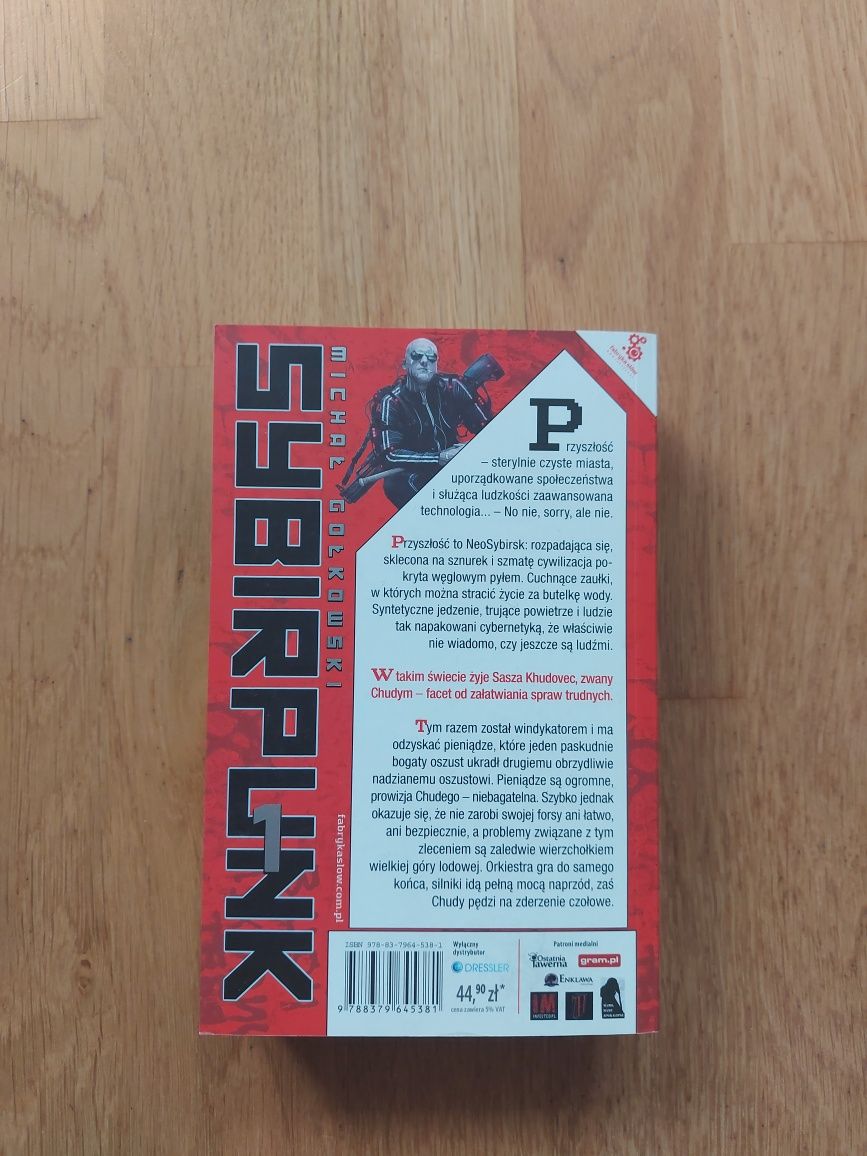 SYBIRPUNK
1
MICHAŁ GOŁKOWSKI
fabryka słów
Przyszłość
– sterylnie czyste miasta,
uporządkowane społeczeństwa
i służąca ludzkości zaawansowana
technologia... – No nie, sorry, ale nie.
Przyszłość to NeoSybirsk: rozpadająca się,
sklecona na sznurek i szmatę cywilizacja po-
kryta węglowym pyłem. Cuchnące zaułki,
w których można stracić życie za butelkę wody.
Syntetyczne jedzenie, trujące powietrze i ludzie
tak napakowani cybernetyką, że właściwie
nie wiadomo, czy jeszcze są ludźmi.
W takim świecie żyje Sasza Khudovec, zwany
Chudym – facet od załatwiania spraw trudnych.
Tym razem został windykatorem i ma
odzyskać pieniądze, które jeden paskudnie
bogaty oszust ukradł drugiemu obrzydliwie
nadzianemu oszustowi. Pieniądze są ogromne,
prowizja Chudego – niebagatelna. Szybko jednak
okazuje się, że nie zarobi swojej forsy ani łatwo,
ani bezpiecznie, a problemy związane z tym
zleceniem są zaledwie wierzchołkiem
wielkiej góry lodowej. Orkiestra gra do samego
końca, silniki idą pełną mocą naprzód, zaś
Chudy pędzi na zderzenie czołowe.
fabrykaslow.com.pl
ISBN 978-83-7964-538-1
9 788379 645381
Wyłączny
dystrybutor
DRESSLER
44,90 zł*
cena zawiera 5% VAT
Patroni medialni
Ostatnia
Tawerna
gram.pl
ENKLAWA